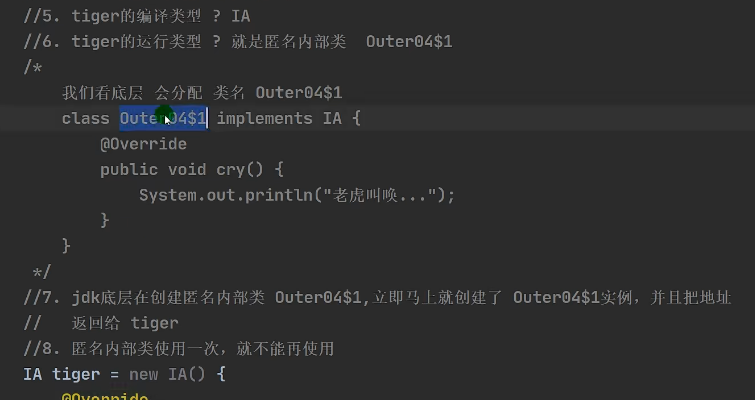 //5. tiger的编译类型 ? IA
//6. tiger的运行类型 ? 就是匿名内部类  Outer04$1
/*
我们看底层 会分配 类名 Outer04$1
class Outer04$1 implements IA {
@Override
public void cry() {
System.out.println("老虎叫唤...");
}
}
*/
//7. jdk底层在创建匿名内部类 Outer04$1,立即马上就创建了 Outer04$1实例，并且把地址
//   返回给 tiger
//8. 匿名内部类使用一次，就不能再使用
IA tiger = new IA() {
@Override